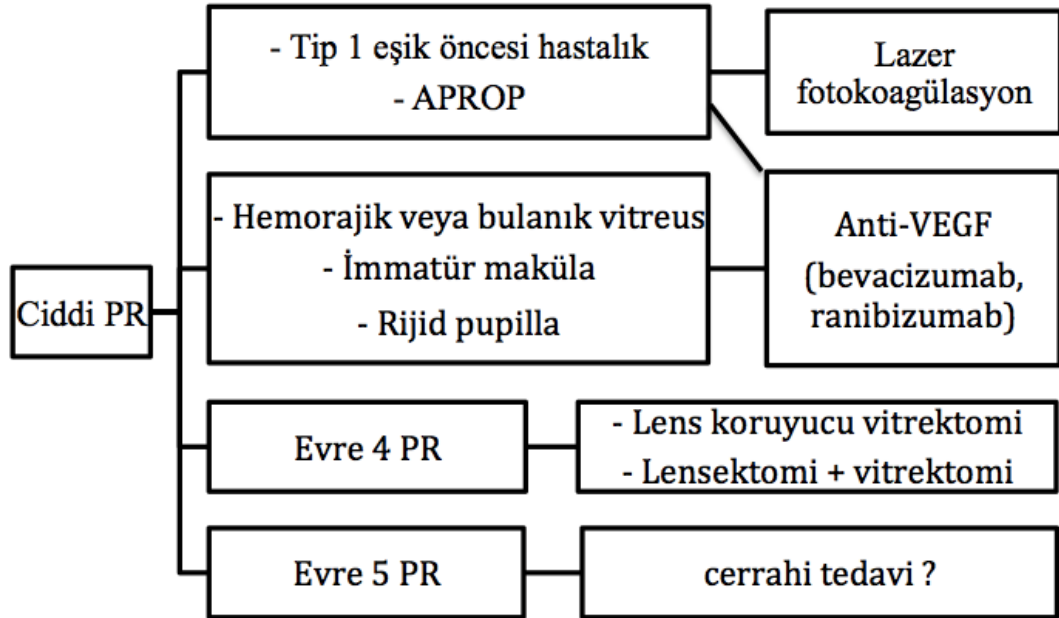 Ciddi PR
- Tip 1 eşik öncesi hastalık
- APROP
Lazer
fotokoagülasyon
- Hemorajik veya bulanık vitreus
- İmmatür maküla
- Rijid pupilla
Anti-VEGF
(bevacizumab,
ranibizumab)
Evre 4 PR
- Lens koruyucu vitrektomi
- Lensektomi + vitrektomi
Evre 5 PR
cerrahi tedavi ?